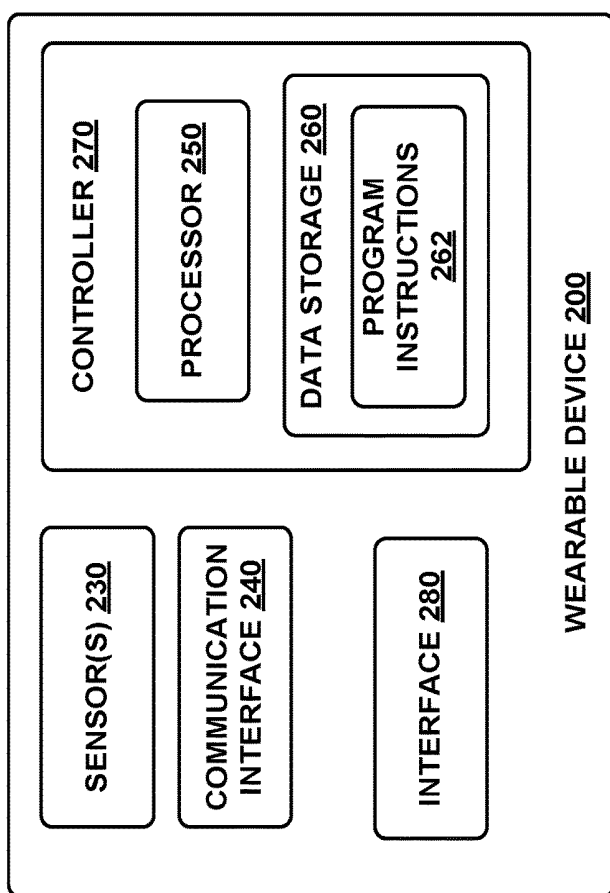 SENSOR(S) 230
COMMUNICATION
INTERFACE 240
INTERFACE 280
CONTROLLER 270
PROCESSOR 250
DATA STORAGE 260
PROGRAM
INSTRUCTIONS
262
WEARABLE DEVICE 200